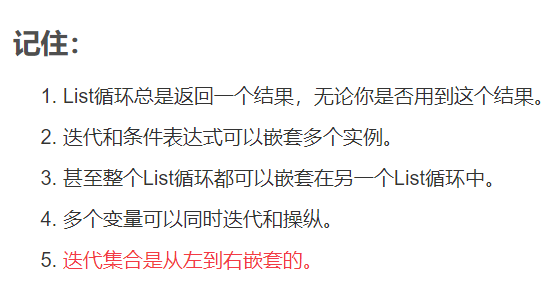 记住：
1. List循环总是返回一个结果，无论你是否用到这个结果。
2. 迭代和条件表达式可以嵌套多个实例。
3. 甚至整个List循环都可以嵌套在另一个List循环中。
4. 多个变量可以同时迭代和操纵。
5. 迭代集合是从左到右嵌套的。